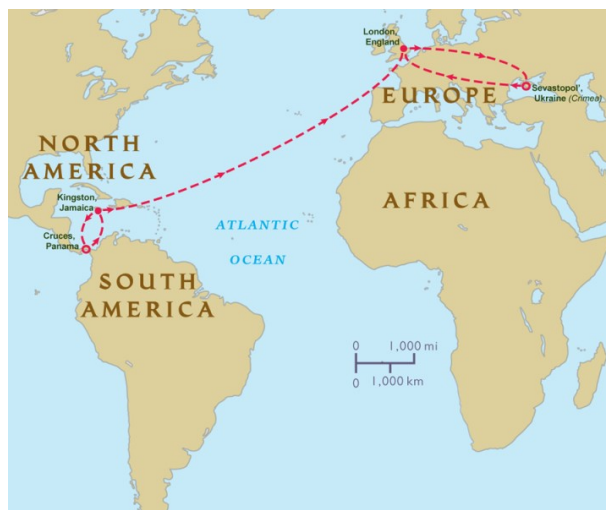 London,
England
Sevastopol',
Ukraine (Crimea)
EUROPE
NORTH
AMERICA
Kingston,
Jamaica
AFRICA
Cruces,
Panama
ATLANTIC
OCEAN
SOUTH
AMERICA
0 1,000 mi
0 1,000 km